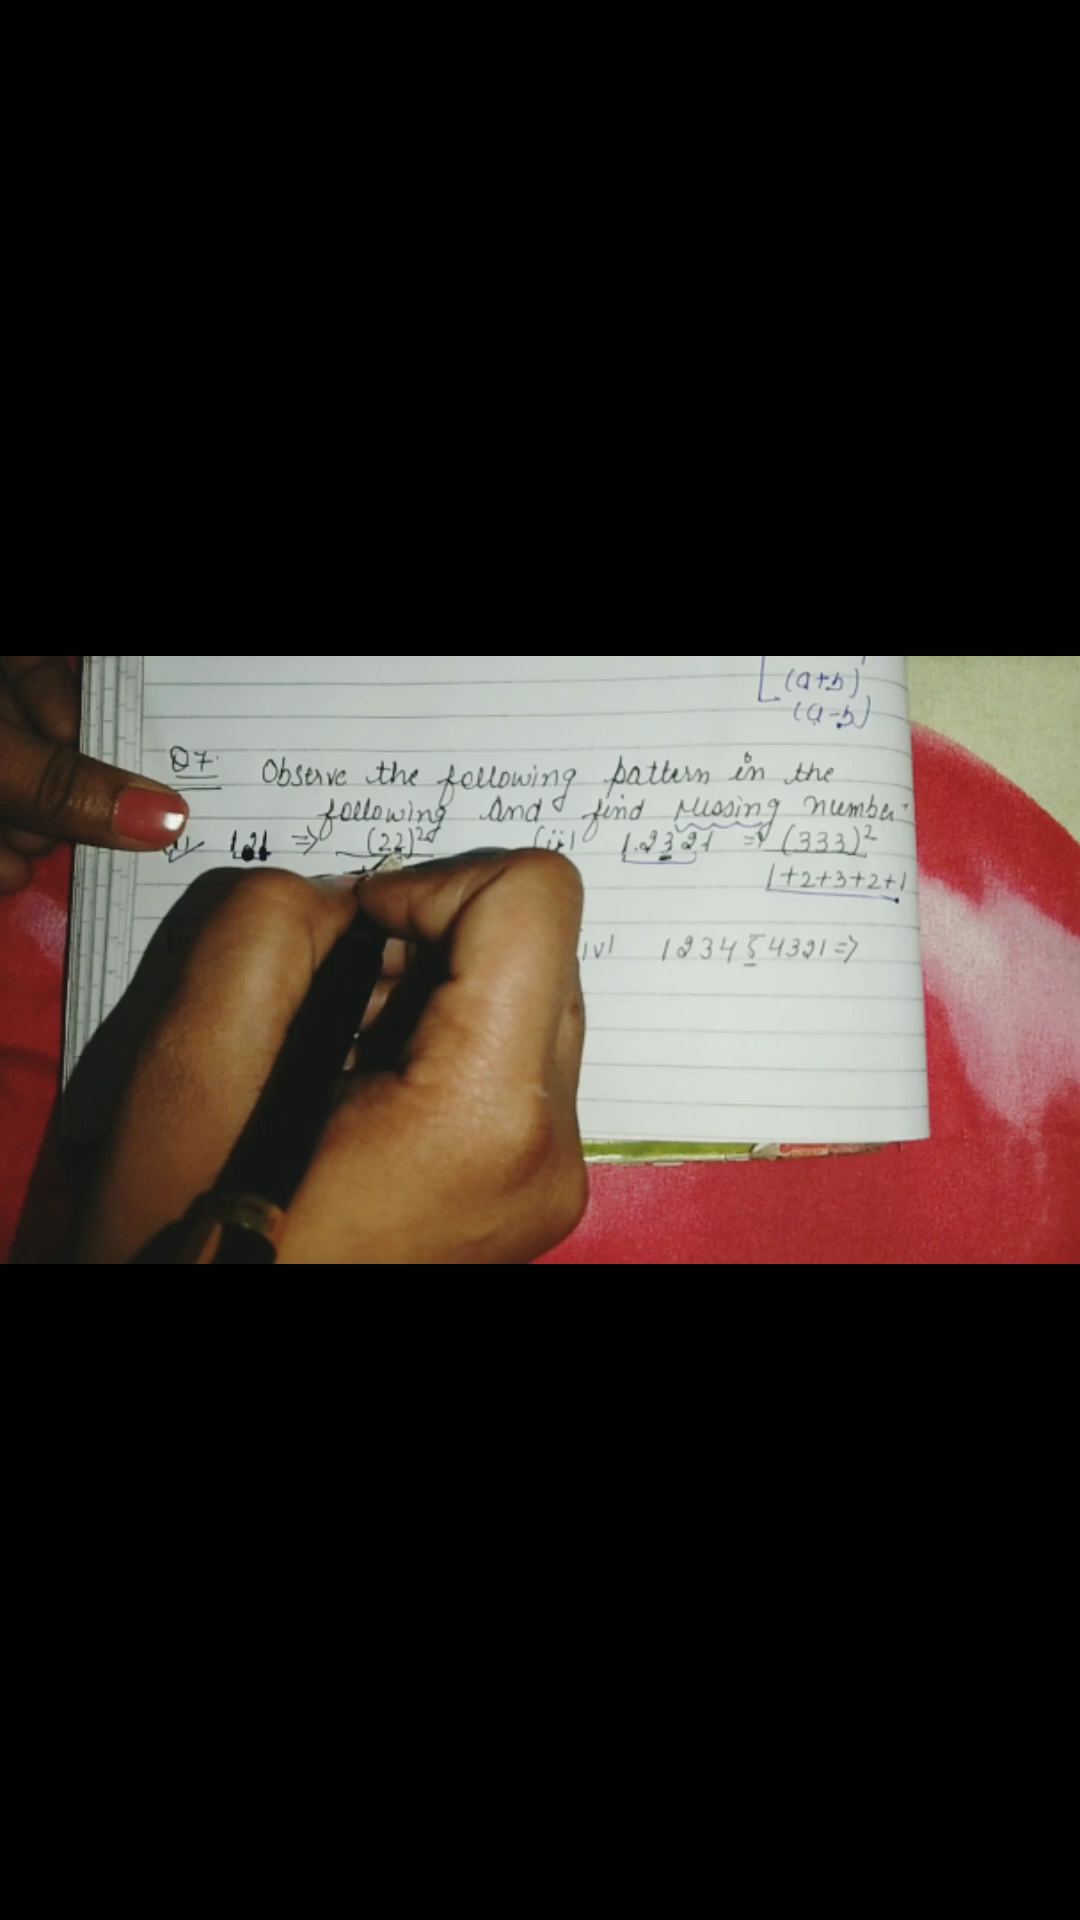 (a+b)
(a-b)
Q7. Observe the following pattern in the
following and find missing number
121 ⇒ (22)² (ii) 12321 ⇒ (333)²
1+2+3+2+1
iv) 123454321 ⇒